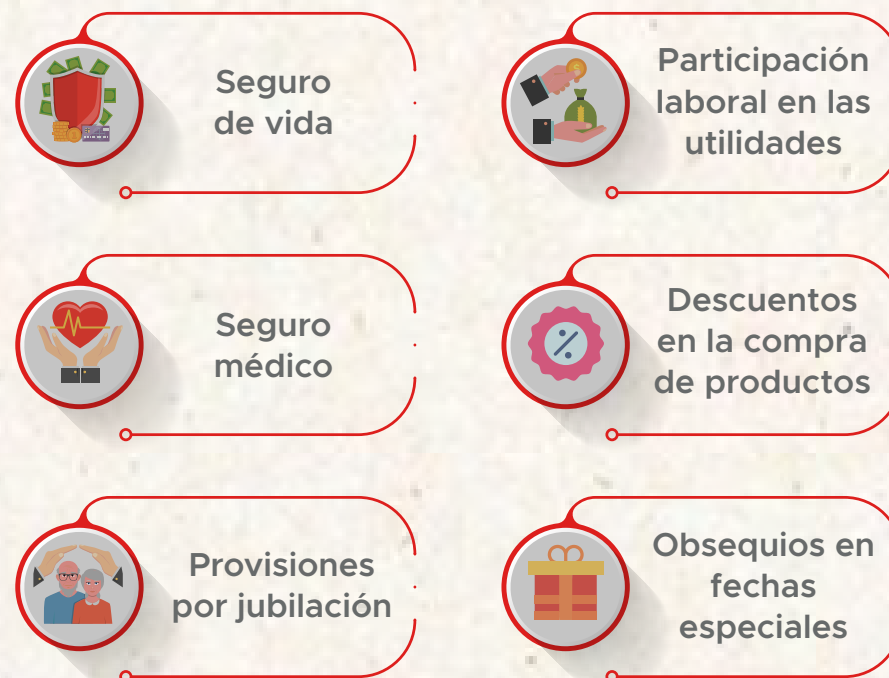 Seguro
de vida
Participación
laboral en las
utilidades
Seguro
médico
Descuentos
en la compra
de productos
Provisiones
por jubilación
Obsequios en
fechas
especiales